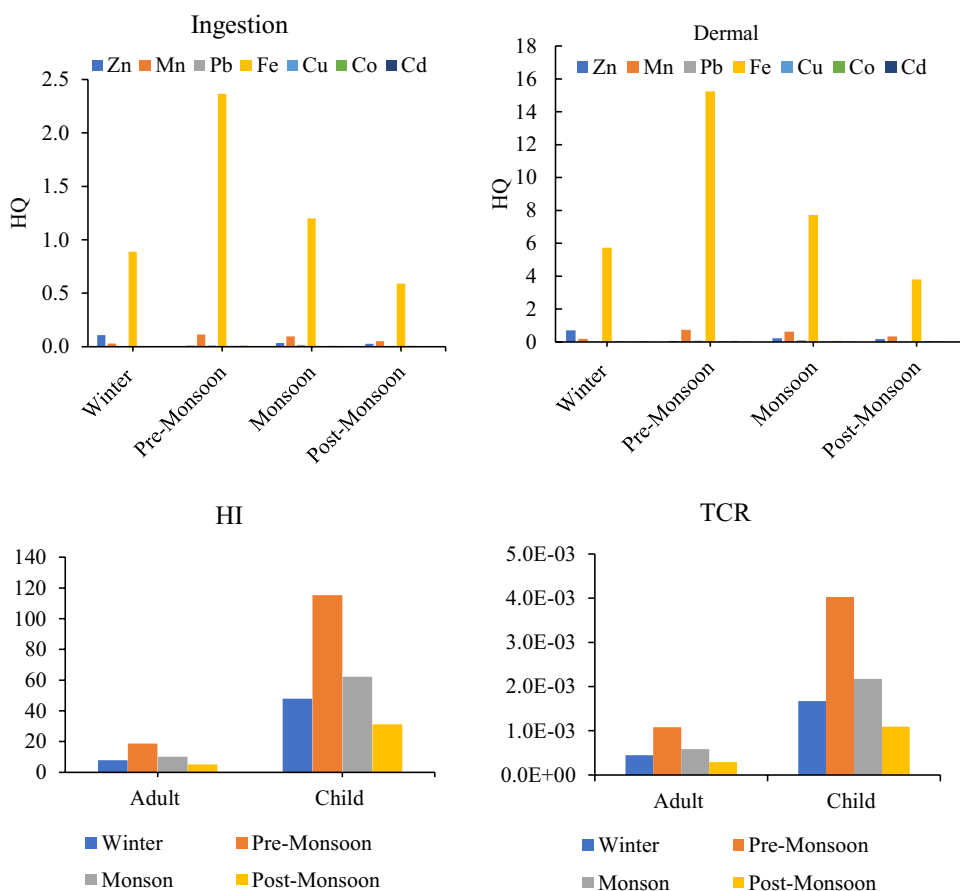 Ingestion
Zn Mn Pb Fe Cu Co Cd
2.5
2.0
1.5
1.0
0.5
0.0
HQ
Winter
Pre-Monsoon
Monsoon
Post-Monsoon
Dermal
18
Zn Mn Pb Fe Cu Co Cd
16
14
12
10
8
6
4
2
0
HQ
Winter
Pre-Monsoon
Monsoon
Post-Monsoon
HI
140
120
100
80
60
40
20
0
Adult Child
Winter Pre-Monsoon
Monson Post-Monsoon
TCR
5.0E-03
4.0E-03
3.0E-03
2.0E-03
1.0E-03
0.0E+00
Adult Child
Winter Pre-Monsoon
Monson Post-Monsoon